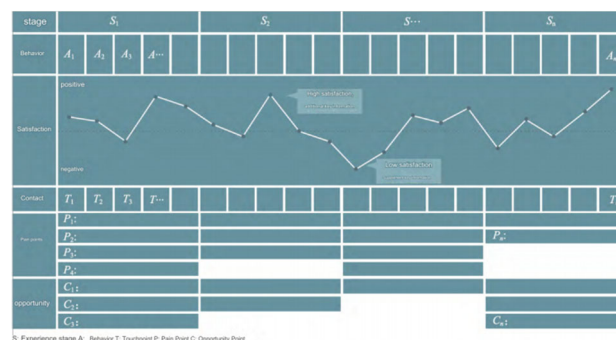 stage S₁ S₂ S… Sₙ
Behavior A₁ A₂ A₃ A… Aₙ
positive
High satisfaction
Satisfaction
Low satisfaction
negative
Contact T₁ T₂ T₃ T… T
P₁:
P₂: Pₙ:
Pain points
P₃:
P₄:
C₁:
opportunity C₂:
C₃: Cₙ:
S: Experience stage A: Behavior T: Touchpoint P: Pain Point C: Opportunity Point